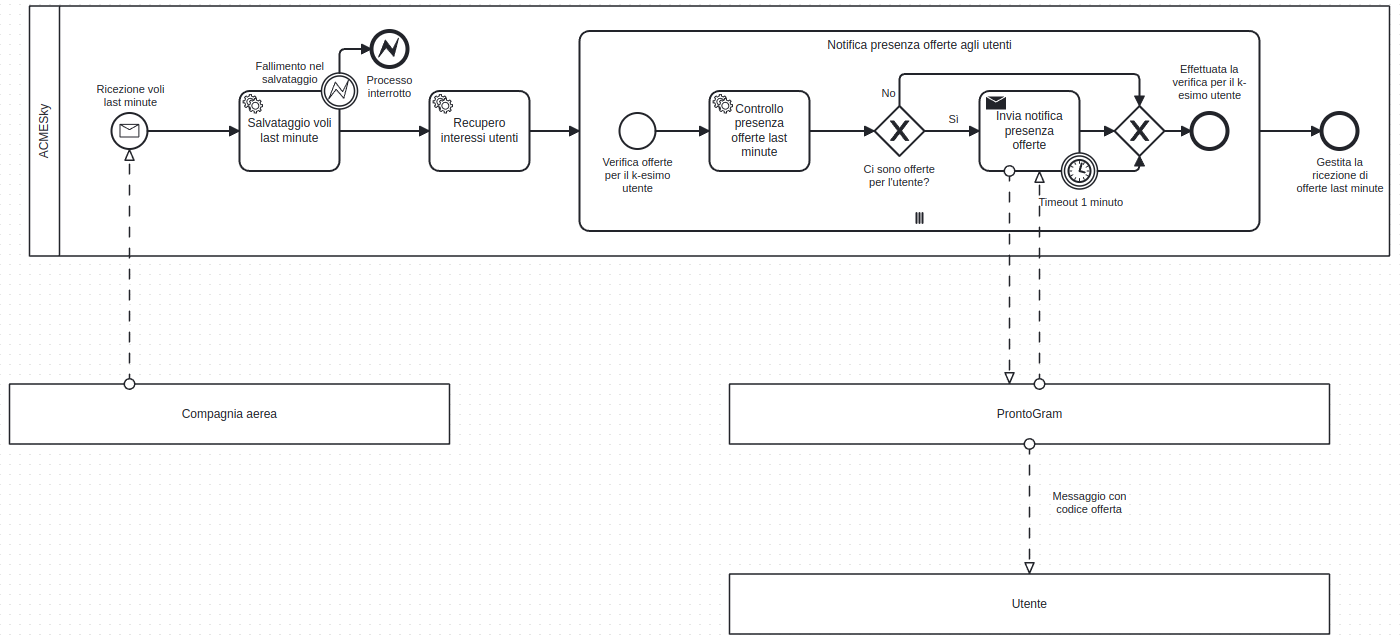 ACMESky
Ricezione voli
last minute
Fallimento nel
salvataggio
Processo
interrotto
Salvataggio voli
last minute
Recupero
interessi utenti
Notifica presenza offerte agli utenti
Verifica offerte
per il k-esimo
utente
Controllo
presenza
offerte last
minute
No
Sì
Ci sono offerte
per l'utente?
Invia notifica
presenza
offerte
Timeout 1 minuto
Effettuata la
verifica per il k-
esimo utente
Gestita la
ricezione di
offerte last minute
Compagnia aerea
ProntoGram
Messaggio con
codice offerta
Utente